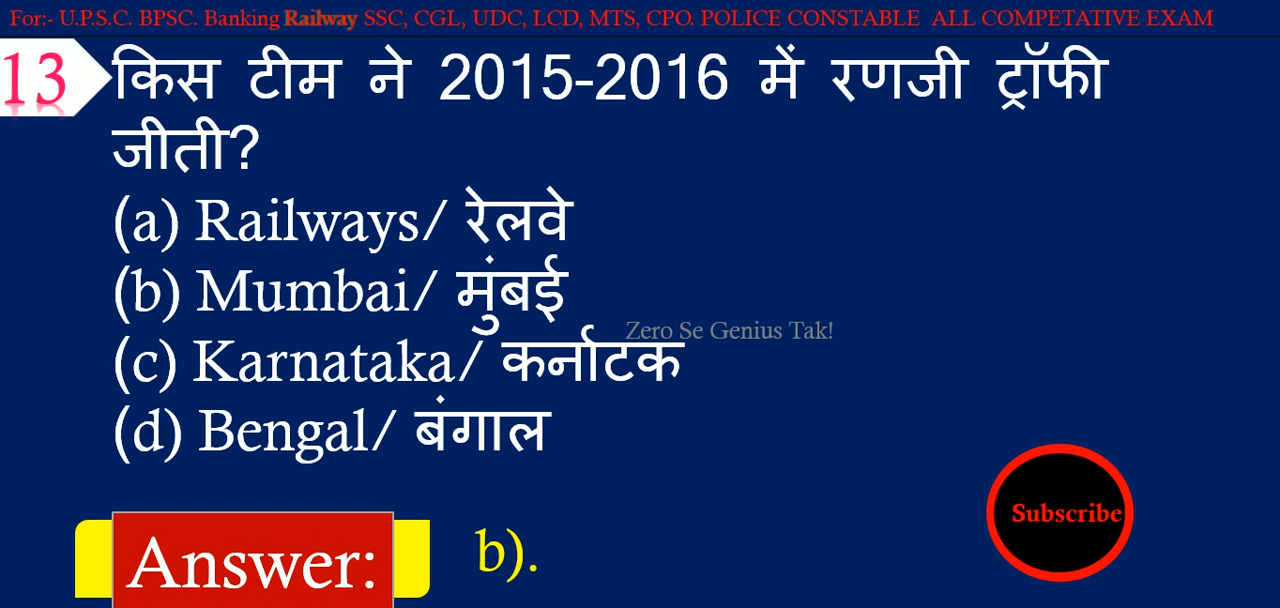 For:- U.P.S.C. BPSC. Banking Railway SSC, CGL, UDC, LCD, MTS, CPO. POLICE CONSTABLE ALL COMPETATIVE EXAM
13 किस टीम ने 2015-2016 में रणजी ट्रॉफी
जीती?
(a) Railways/ रेलवे
(b) Mumbai/ मुंबई
Zero Se Genius Tak!
(c) Karnataka/ कर्नाटक
(d) Bengal/ बंगाल
Subscribe
Answer: b).